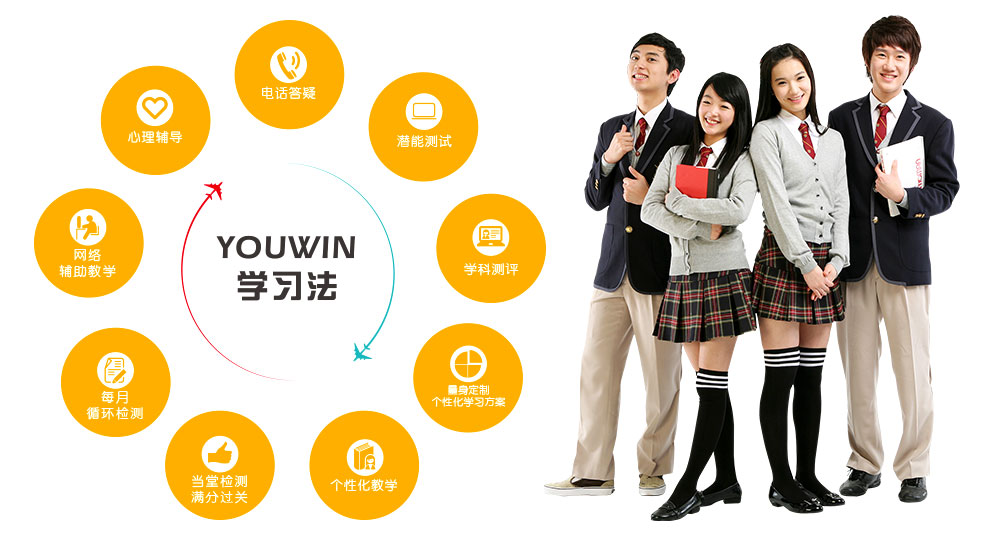 YOUWIN
学习法
电话答疑
潜能测试
学科测评
量身定制
个性化学习方案
个性化教学
当堂检测
满分过关
每月
循环检测
网络
辅助教学
心理辅导